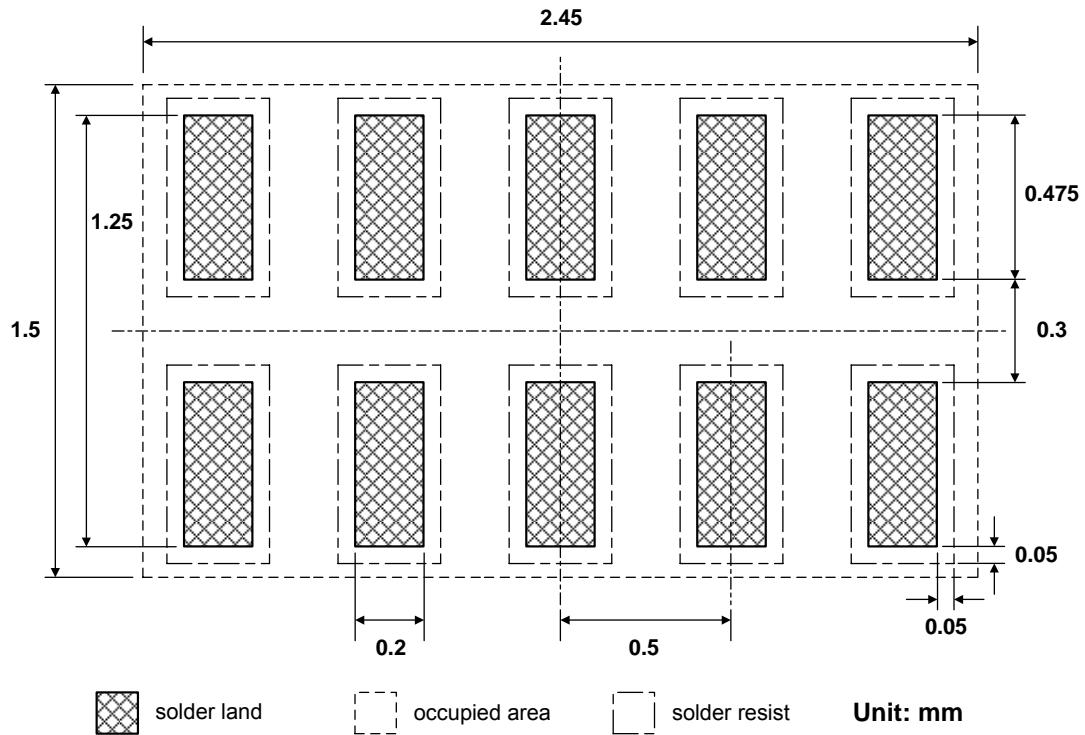 2.45
0.475
1.25
1.5
0.3
0.05
0.05
0.2
0.5
solder land
occupied area
solder resist
Unit: mm